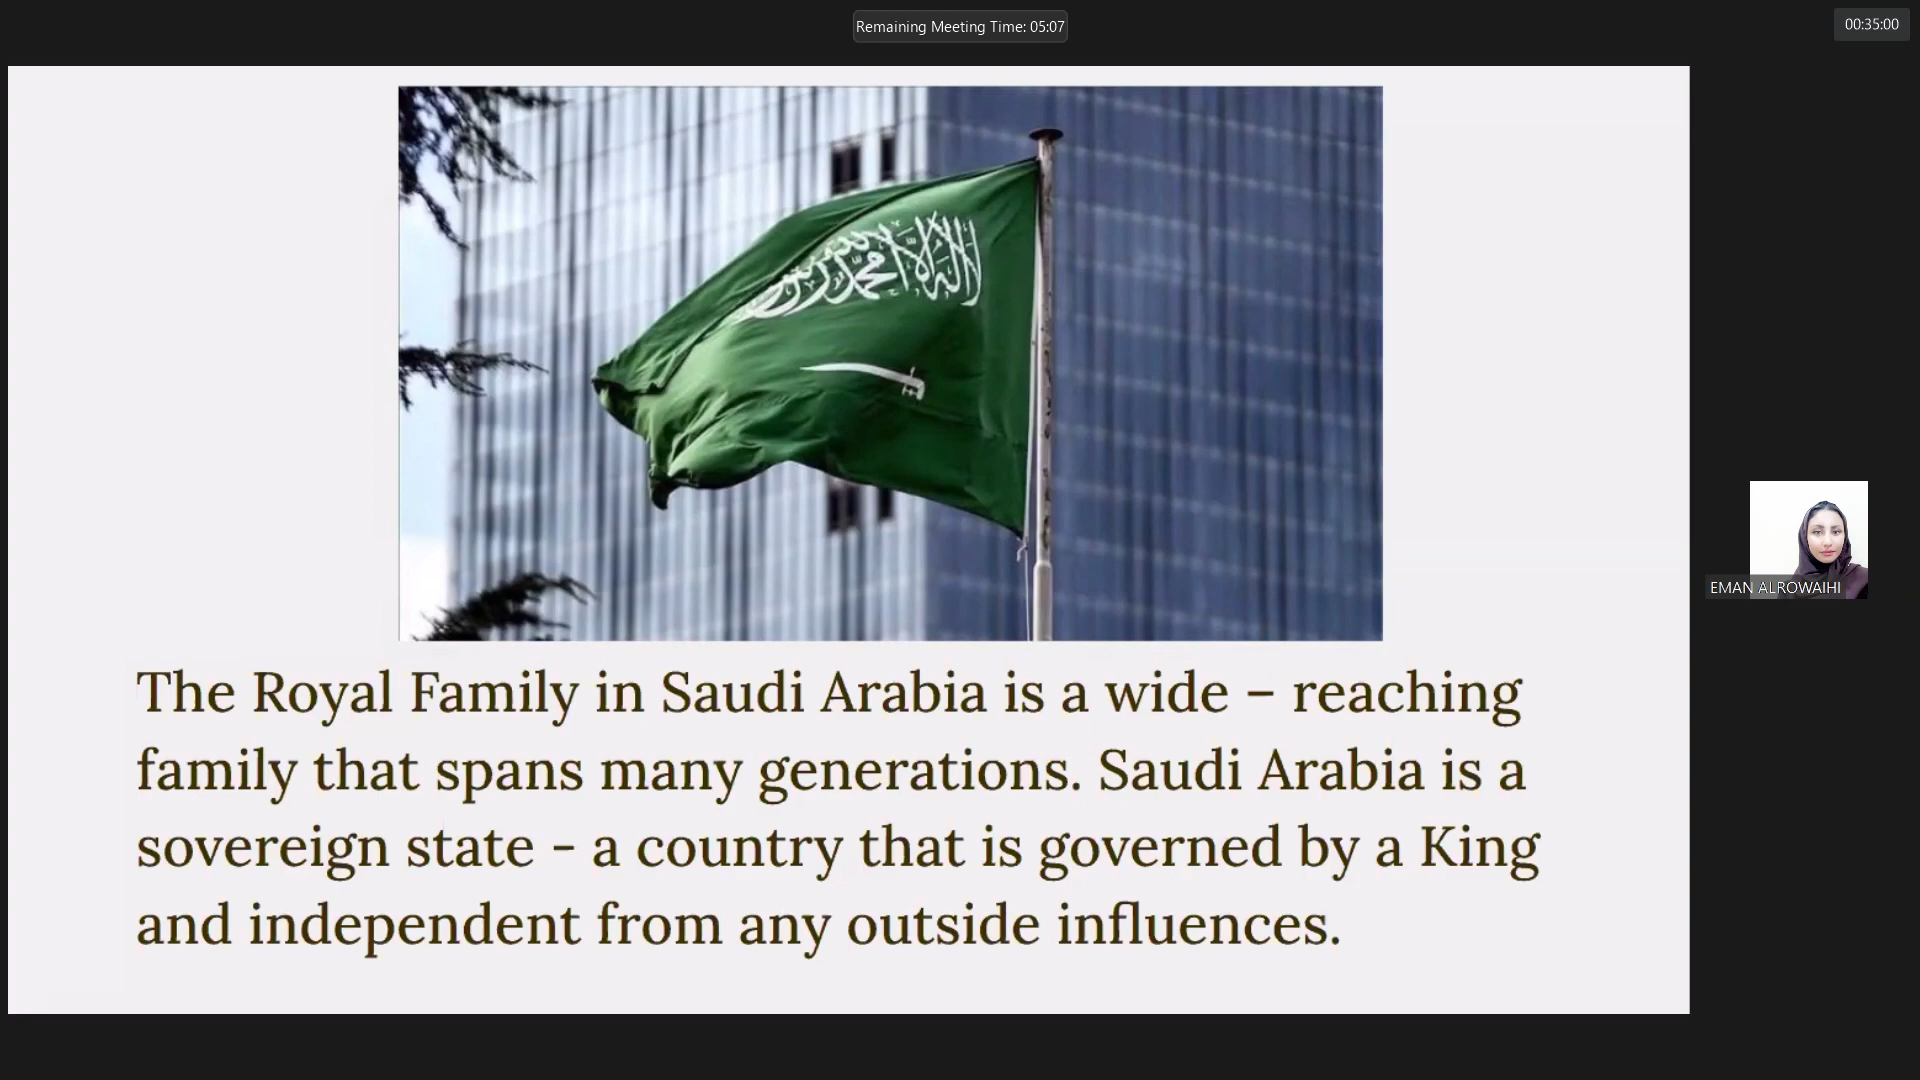 Remaining Meeting Time: 05:07
00:35:00
لا إله إلا الله محمد رسول
The Royal Family in Saudi Arabia is a wide – reaching
family that spans many generations. Saudi Arabia is a
sovereign state - a country that is governed by a King
and independent from any outside influences.
EMAN ALROWAIHI